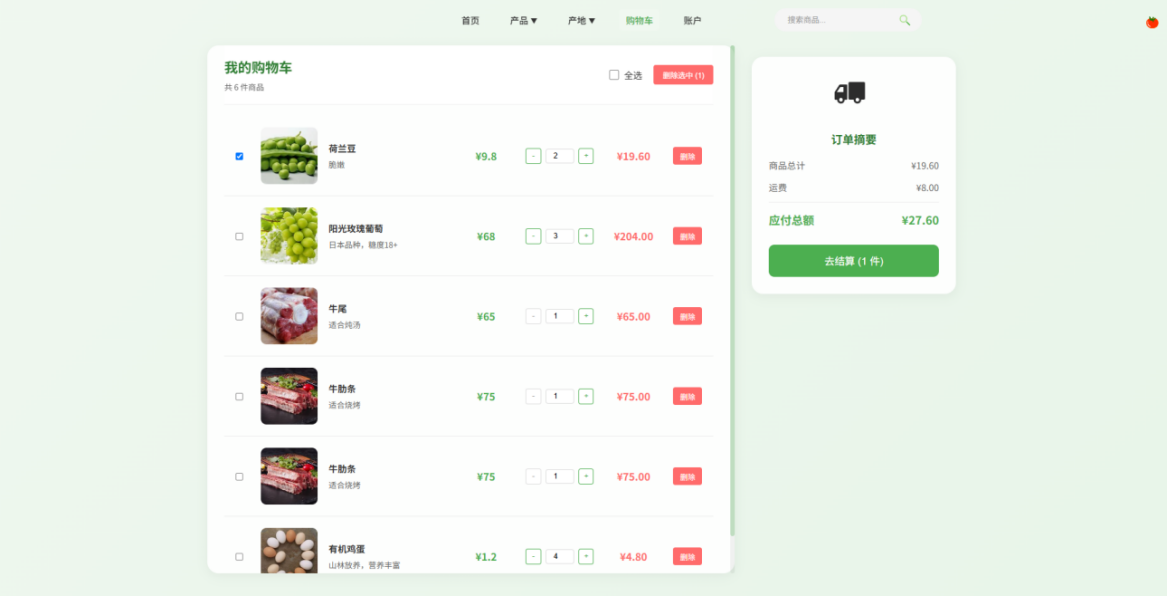 首页 产品▼ 产地▼ 购物车 账户 搜索商品...
我的购物车
共 6 件商品
全选 删除选中 (1)
荷兰豆
脆嫩
¥9.8 - 2 + ¥19.60 删除
阳光玫瑰葡萄
日本品种，糖度18+
¥68 - 3 + ¥204.00 删除
牛尾
适合炖汤
¥65 - 1 + ¥65.00 删除
牛肋条
适合烧烤
¥75 - 1 + ¥75.00 删除
牛肋条
适合烧烤
¥75 - 1 + ¥75.00 删除
有机鸡蛋
山林放养，营养丰富
¥1.2 - 4 + ¥4.80 删除
订单摘要
商品总计 ¥19.60
运费 ¥8.00
应付总额 ¥27.60
去结算 (1 件)